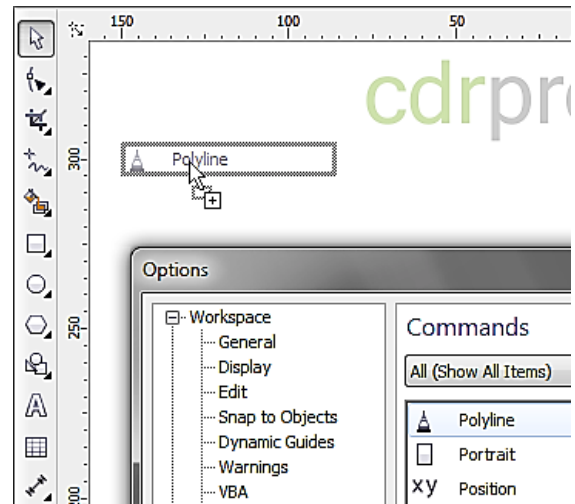 150 100 50
cdrpro
300
Polyline
Options
250
Workspace
General
Display
Edit
Snap to Objects
Dynamic Guides
Warnings
VBA
Commands
All (Show All Items)
Polyline
Portrait
xy Position
200